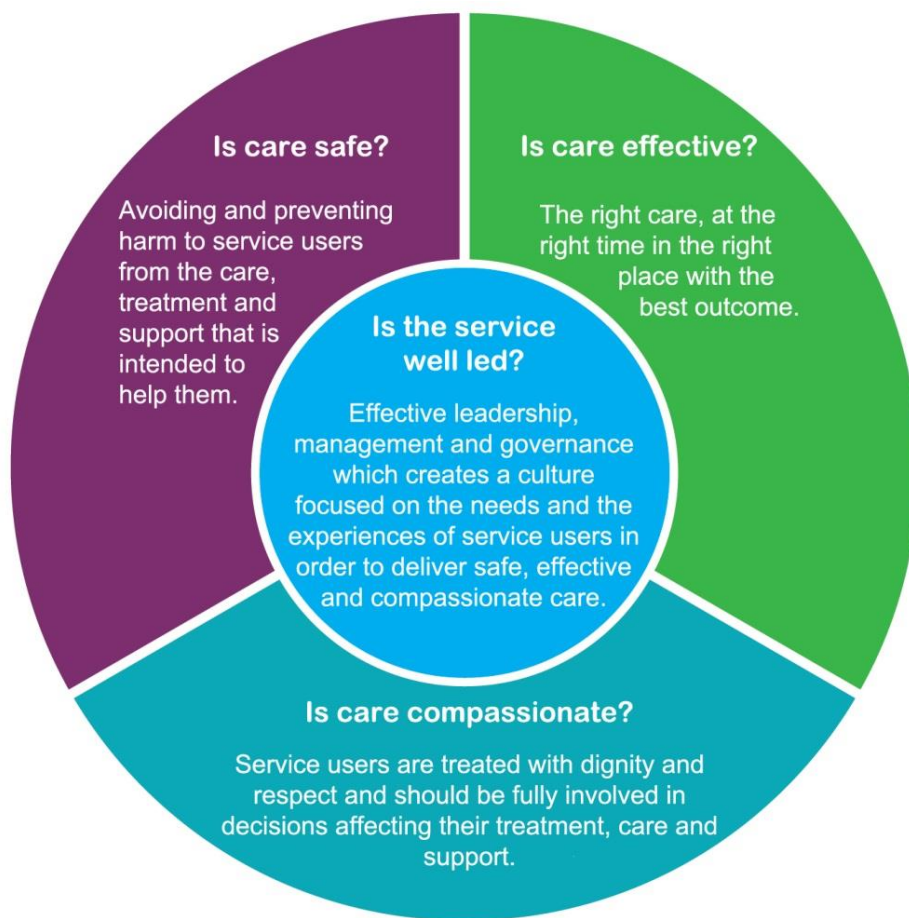 Is care safe?
Avoiding and preventing
harm to service users
from the care,
treatment and
support that is
intended to
help them.
Is care effective?
The right care, at the
right time in the right
place with the
best outcome.
Is the service
well led?
Effective leadership,
management and governance
which creates a culture
focused on the needs and the
experiences of service users in
order to deliver safe, effective
and compassionate care.
Is care compassionate?
Service users are treated with dignity and
respect and should be fully involved in
decisions affecting their treatment, care and
support.